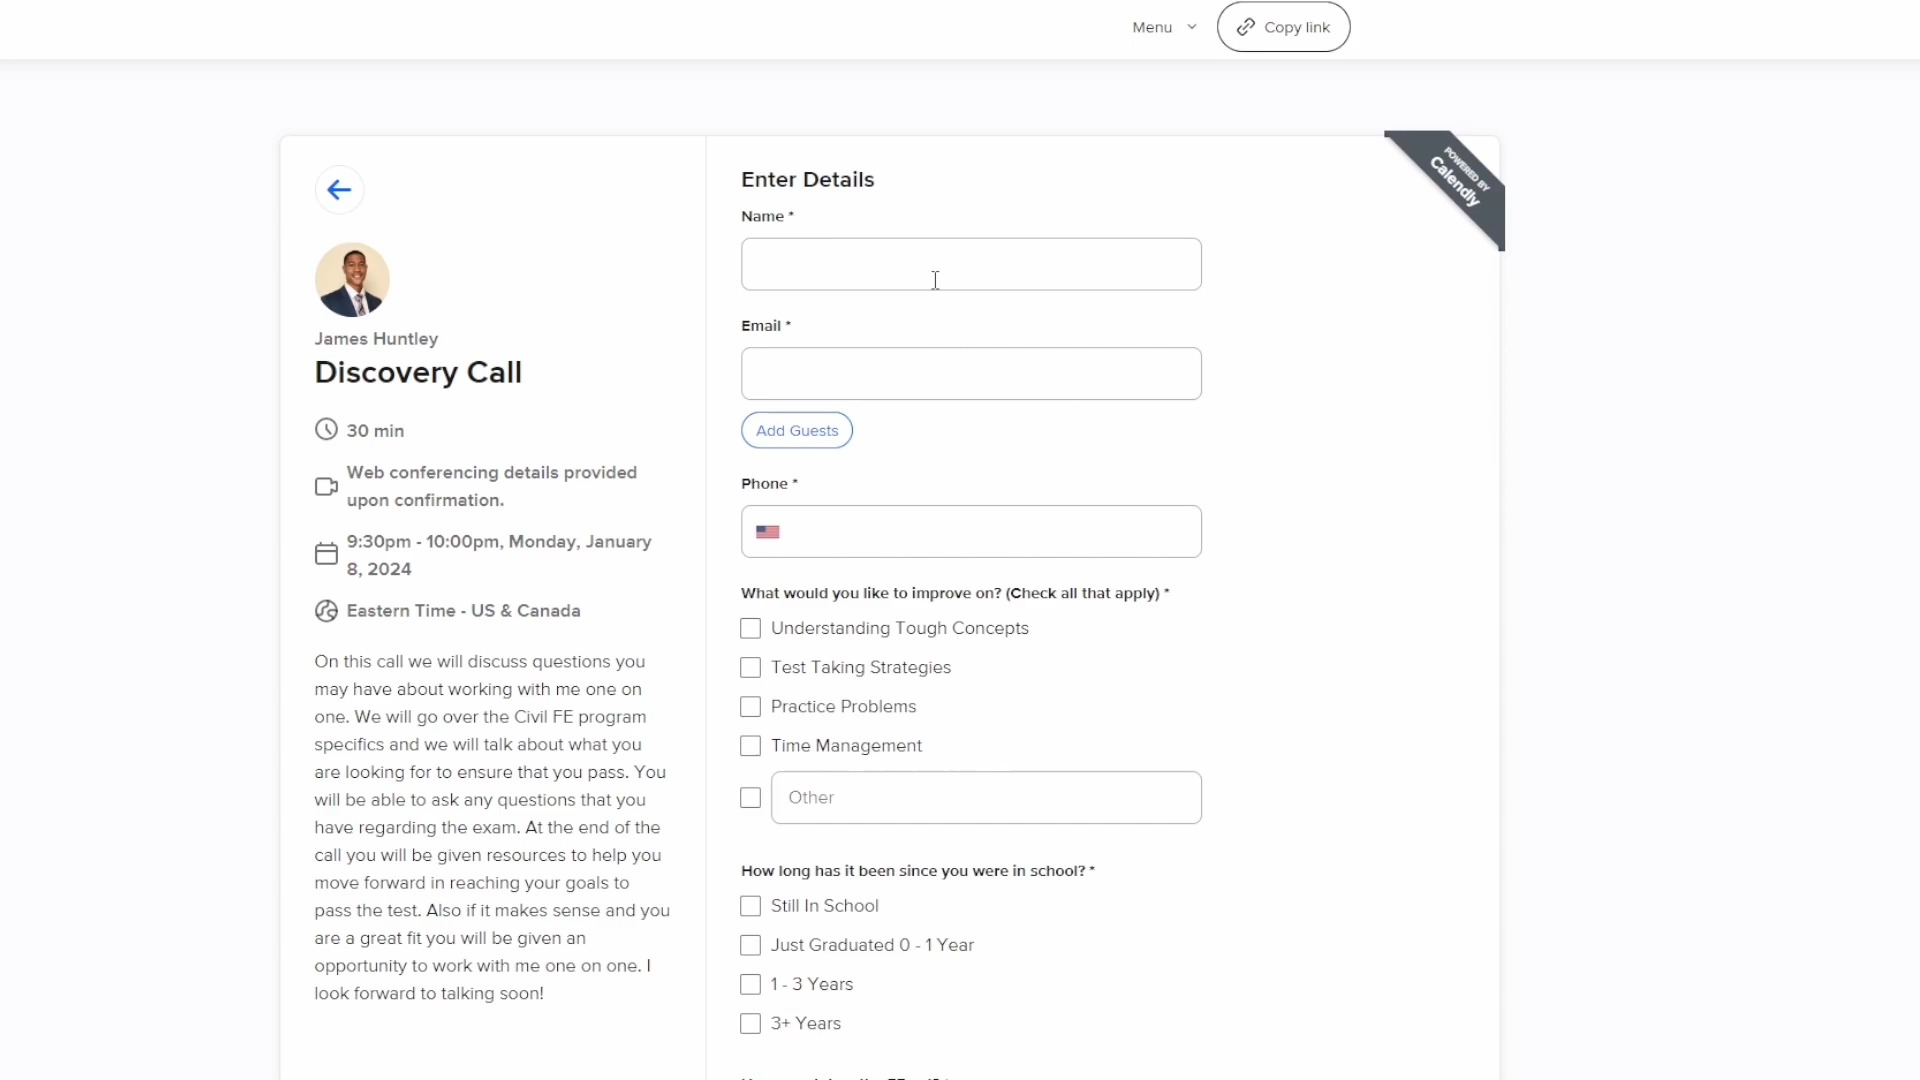 Menu
Copy link
POWERED BY
Calendly
James Huntley
Discovery Call
30 min
Web conferencing details provided
upon confirmation.
9:30pm - 10:00pm, Monday, January
8, 2024
Eastern Time - US & Canada
On this call we will discuss questions you
may have about working with me one on
one. We will go over the Civil FE program
specifics and we will talk about what you
are looking for to ensure that you pass. You
will be able to ask any questions that you
have regarding the exam. At the end of the
call you will be given resources to help you
move forward in reaching your goals to
pass the test. Also if it makes sense and you
are a great fit you will be given an
opportunity to work with me one on one. I
look forward to talking soon!
Enter Details
Name *
Email *
Add Guests
Phone *
What would you like to improve on? (Check all that apply) *
Understanding Tough Concepts
Test Taking Strategies
Practice Problems
Time Management
Other
How long has it been since you were in school? *
Still In School
Just Graduated 0 - 1 Year
1 - 3 Years
3+ Years